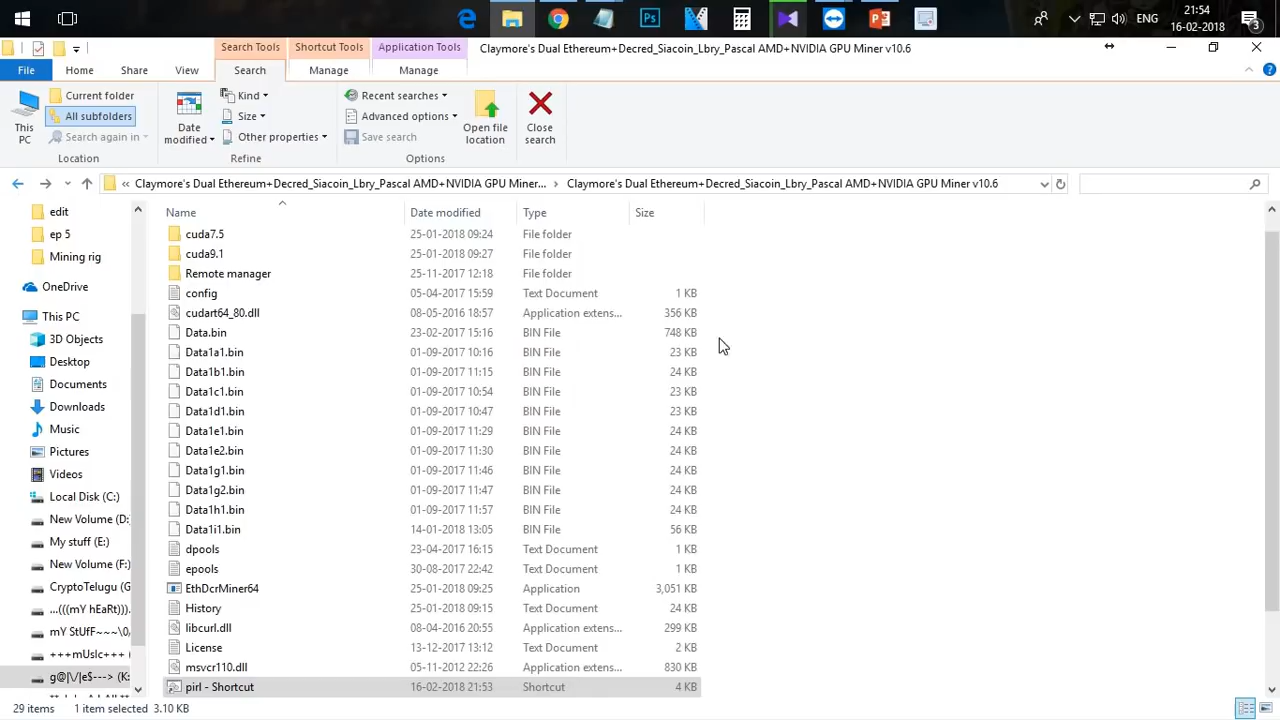 21:54
ENG
16-02-2018
3
Search Tools
Shortcut Tools
Application Tools
Claymore's Dual Ethereum+Decred_Siacoin_Lbry_Pascal AMD+NVIDIA GPU Miner v10.6
File
Home
Share
View
Search
Manage
Manage
This PC
Current folder
All subfolders
Search again in
Location
Date modified
Kind
Size
Other properties
Refine
Recent searches
Advanced options
Save search
Open file location
Options
Close search
« Claymore's Dual Ethereum+Decred_Siacoin_Lbry_Pascal AMD+NVIDIA GPU Miner... > Claymore's Dual Ethereum+Decred_Siacoin_Lbry_Pascal AMD+NVIDIA GPU Miner v10.6
edit
ep 5
Mining rig
OneDrive
This PC
3D Objects
Desktop
Documents
Downloads
Music
Pictures
Videos
Local Disk (C:)
New Volume (D:
My stuff (E:)
New Volume (F:)
CryptoTelugu (G
...(((mY hEaRt))).
mY StUfF~~~\0,
+++mUsIc+++ (
g@|\/|e$---> (K:
Name Date modified Type Size
cuda7.5 25-01-2018 09:24 File folder
cuda9.1 25-01-2018 09:27 File folder
Remote manager 25-11-2017 12:18 File folder
config 05-04-2017 15:59 Text Document 1 KB
cudart64_80.dll 08-05-2016 18:57 Application extens... 356 KB
Data.bin 23-02-2017 15:16 BIN File 748 KB
Data1a1.bin 01-09-2017 10:16 BIN File 23 KB
Data1b1.bin 01-09-2017 11:15 BIN File 24 KB
Data1c1.bin 01-09-2017 10:54 BIN File 23 KB
Data1d1.bin 01-09-2017 10:47 BIN File 23 KB
Data1e1.bin 01-09-2017 11:29 BIN File 24 KB
Data1e2.bin 01-09-2017 11:30 BIN File 24 KB
Data1g1.bin 01-09-2017 11:46 BIN File 24 KB
Data1g2.bin 01-09-2017 11:47 BIN File 24 KB
Data1h1.bin 01-09-2017 11:57 BIN File 24 KB
Data1i1.bin 14-01-2018 13:05 BIN File 56 KB
dpools 23-04-2017 16:15 Text Document 1 KB
epools 30-08-2017 22:42 Text Document 1 KB
EthDcrMiner64 25-01-2018 09:25 Application 3,051 KB
History 25-01-2018 09:15 Text Document 24 KB
libcurl.dll 08-04-2016 20:55 Application extens... 299 KB
License 13-12-2017 13:12 Text Document 2 KB
msvcr110.dll 05-11-2012 22:26 Application extens... 830 KB
pirl - Shortcut 16-02-2018 21:53 Shortcut 4 KB
29 items 1 item selected 3.10 KB